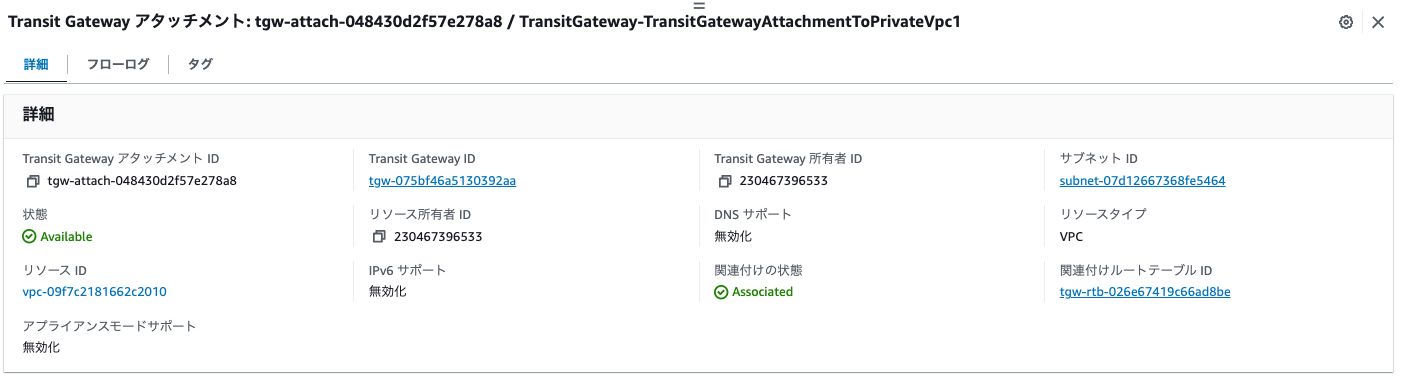 Transit Gateway アタッチメント: tgw-attach-048430d2f57e278a8 / TransitGateway-TransitGatewayAttachmentToPrivateVpc1
詳細
フローログ
タグ
詳細
Transit Gateway アタッチメント ID
tgw-attach-048430d2f57e278a8
Transit Gateway ID
tgw-075bf46a5130392aa
Transit Gateway 所有者 ID
230467396533
サブネット ID
subnet-07d12667368fe5464
状態
Available
リソース所有者 ID
230467396533
DNS サポート
無効化
リソースタイプ
VPC
リソース ID
vpc-09f7c2181662c2010
IPv6 サポート
無効化
関連付けの状態
Associated
関連付けルートテーブル ID
tgw-rtb-026e67419c66ad8be
アプライアンスモードサポート
無効化